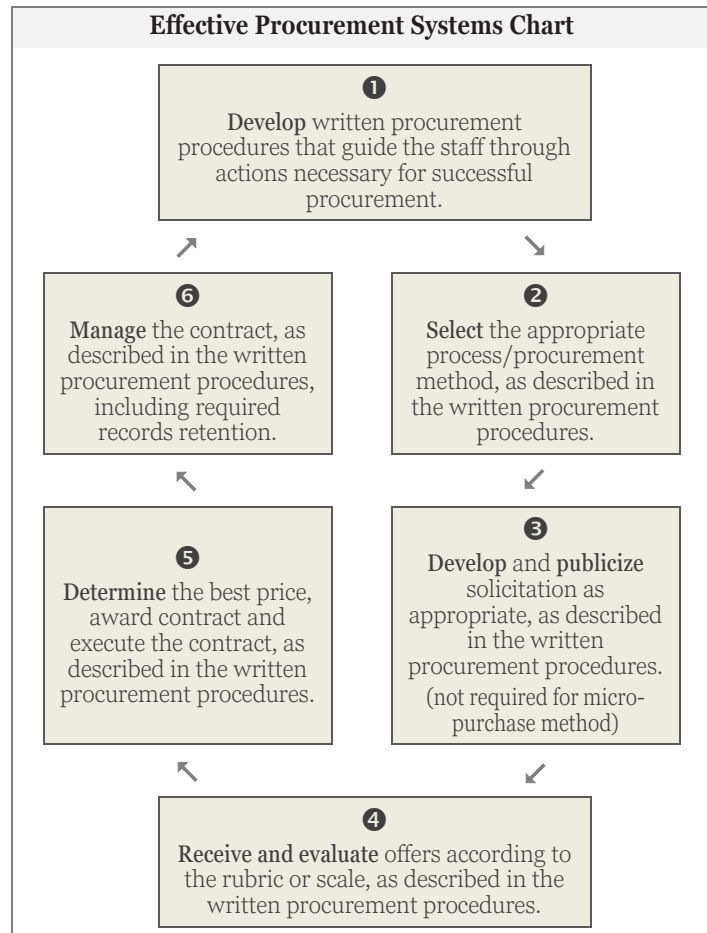 Effective Procurement Systems Chart
❶
Develop written procurement
procedures that guide the staff through
actions necessary for successful
procurement.
❷
Select the appropriate
process/procurement
method, as described in
the written procurement
procedures.
❸
Develop and publicize
solicitation as
appropriate, as described
in the written
procurement procedures.
(not required for micro-
purchase method)
❹
Receive and evaluate offers according to
the rubric or scale, as described in the
written procurement procedures.
❺
Determine the best price,
award contract and
execute the contract, as
described in the written
procurement procedures.
❻
Manage the contract, as
described in the written
procurement procedures,
including required
records retention.